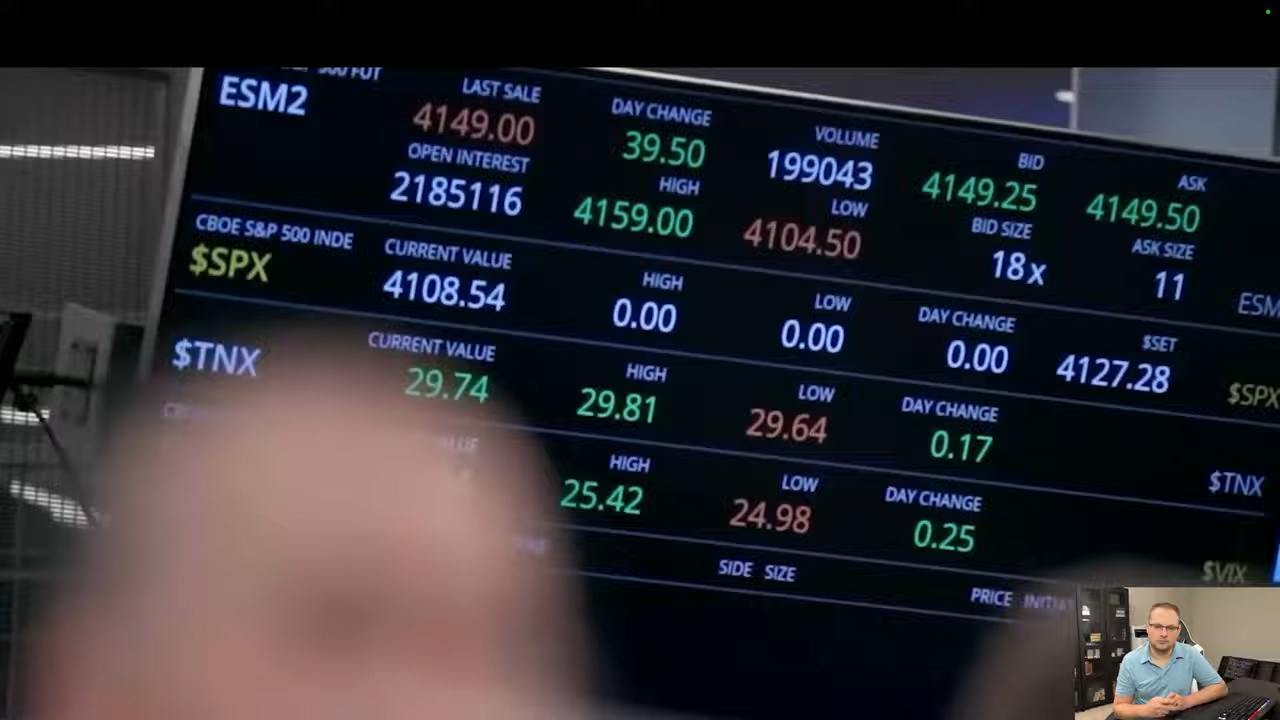 500 FUT
ESM2 LAST SALE DAY CHANGE VOLUME BID ASK
4149.00 39.50 199043 4149.25 4149.50
OPEN INTEREST HIGH LOW BID SIZE ASK SIZE
2185116 4159.00 4104.50 18 x 11
CBOE S&P 500 INDE CURRENT VALUE HIGH LOW DAY CHANGE $SET
$SPX 4108.54 0.00 0.00 0.00 4127.28 $SPX
$TNX CURRENT VALUE HIGH LOW DAY CHANGE
29.74 29.81 29.64 0.17 $TNX
HIGH LOW DAY CHANGE
25.42 24.98 0.25 $VIX
SIDE SIZE PRICE